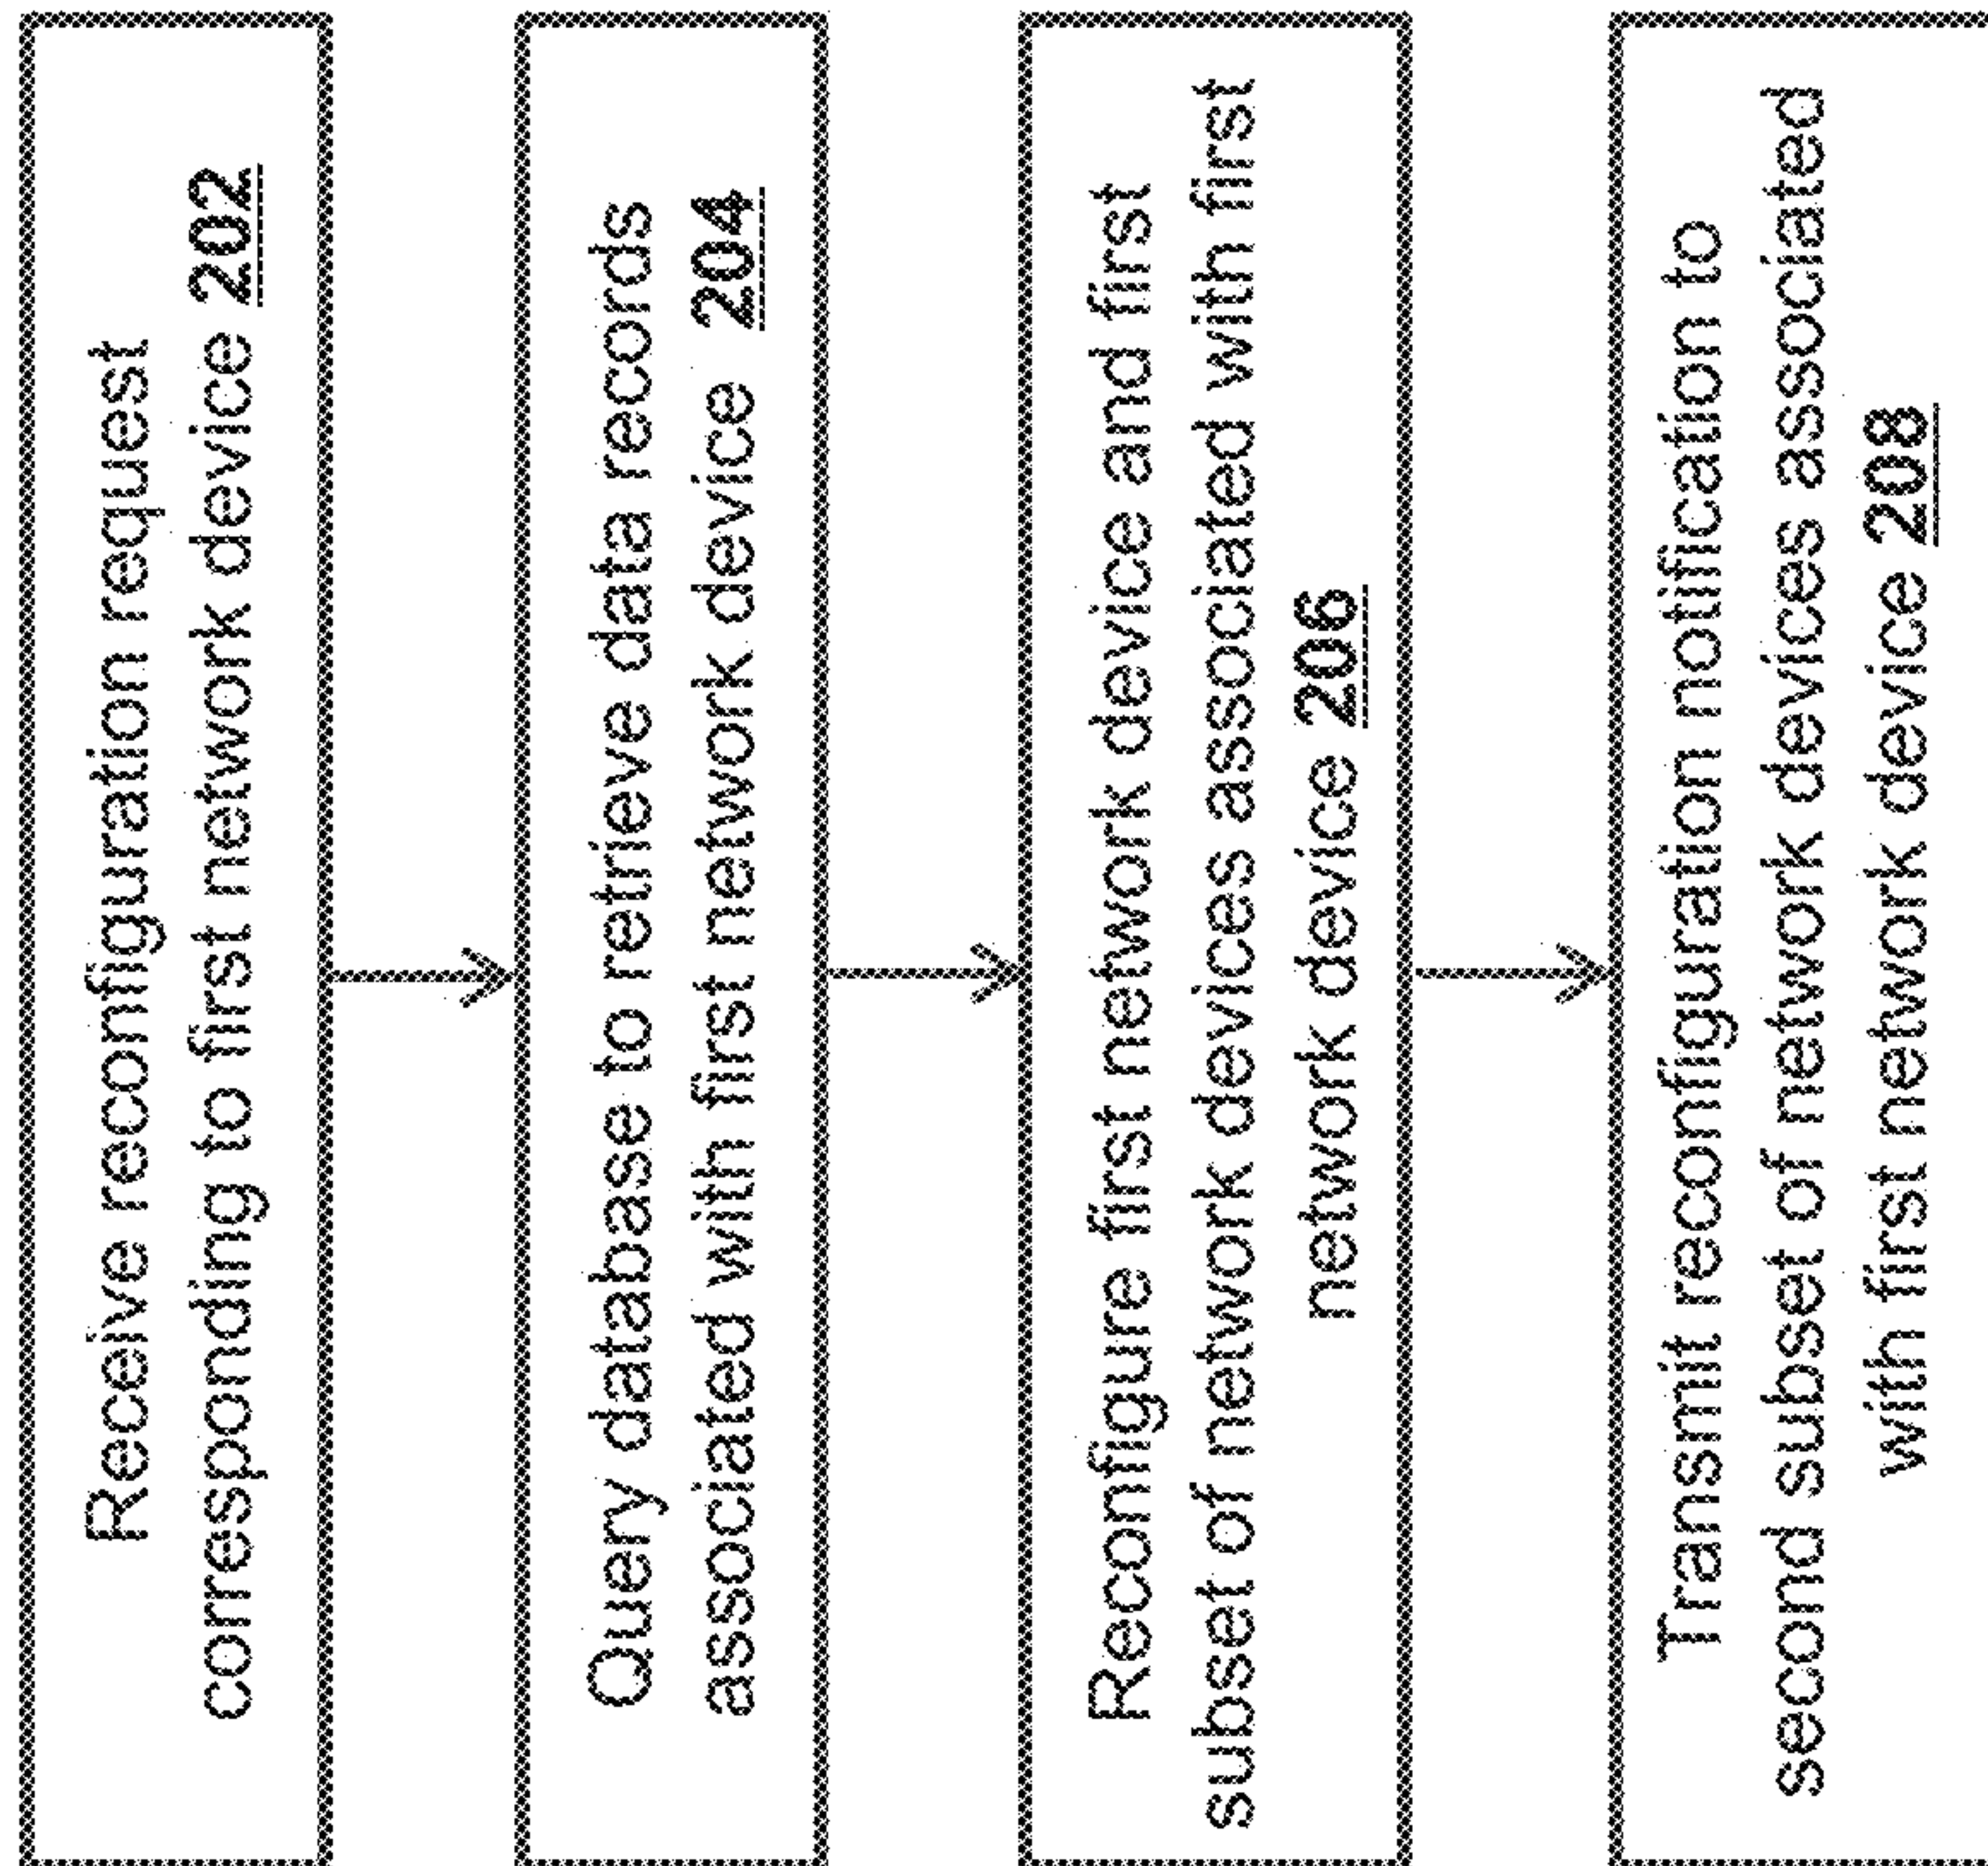 Receive reconfiguration request
corresponding to first network device 202
Query database to retrieve data records
associated with first network device 204
Reconfigure first network device and first
subset of network devices associated with first
network device 206
Transmit reconfiguration notification to
second subset of network devices associated
with first network device 208